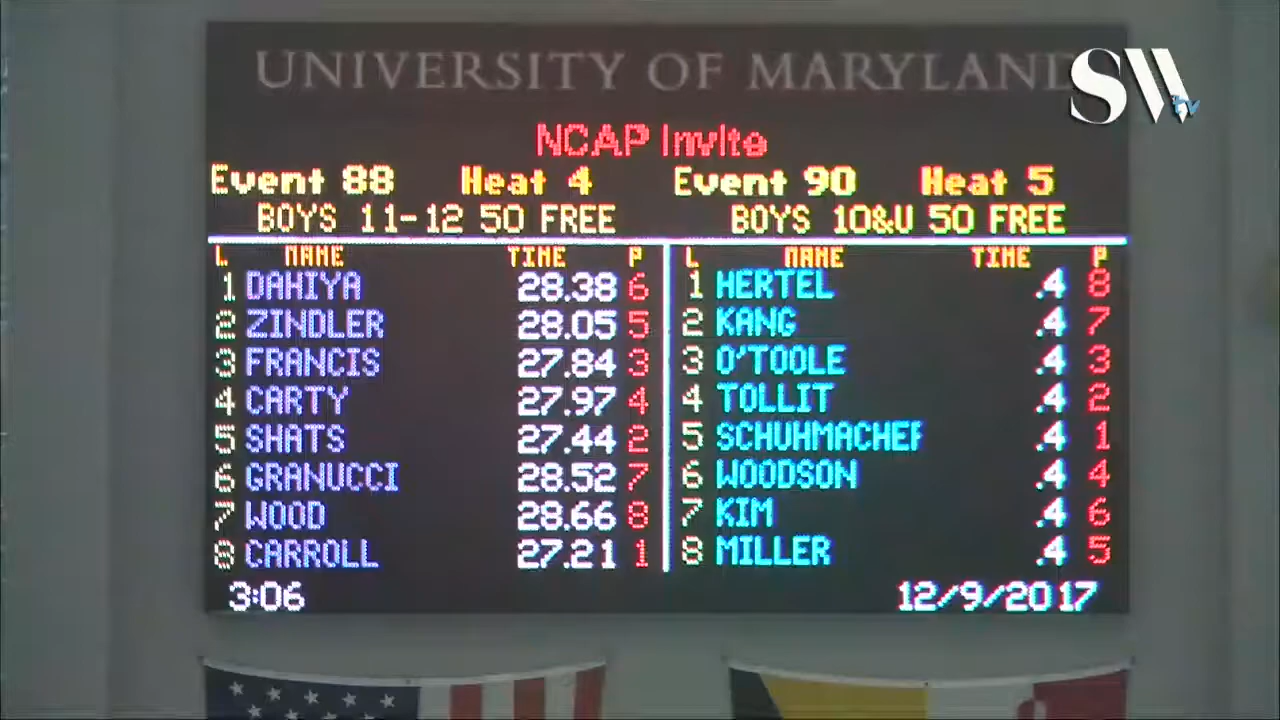 UNIVERSITY OF MARYLAND
SW tv
NCAP Invite
Event 88 Heat 4 Event 90 Heat 5
BOYS 11-12 50 FREE BOYS 10&U 50 FREE
L NAME TIME P L NAME TIME P
1 DAHIYA 28.38 6 1 HERTEL .4 8
2 ZINDLER 28.05 5 2 KANG .4 7
3 FRANCIS 27.84 3 3 O'TOOLE .4 3
4 CARTY 27.97 4 4 TOLLIT .4 2
5 SHATS 27.44 2 5 SCHUHMACHER .4 1
6 GRANUCCI 28.52 7 6 WOODSON .4 4
7 WOOD 28.66 8 7 KIM .4 6
8 CARROLL 27.21 1 8 MILLER .4 5
3:06 12/9/2017